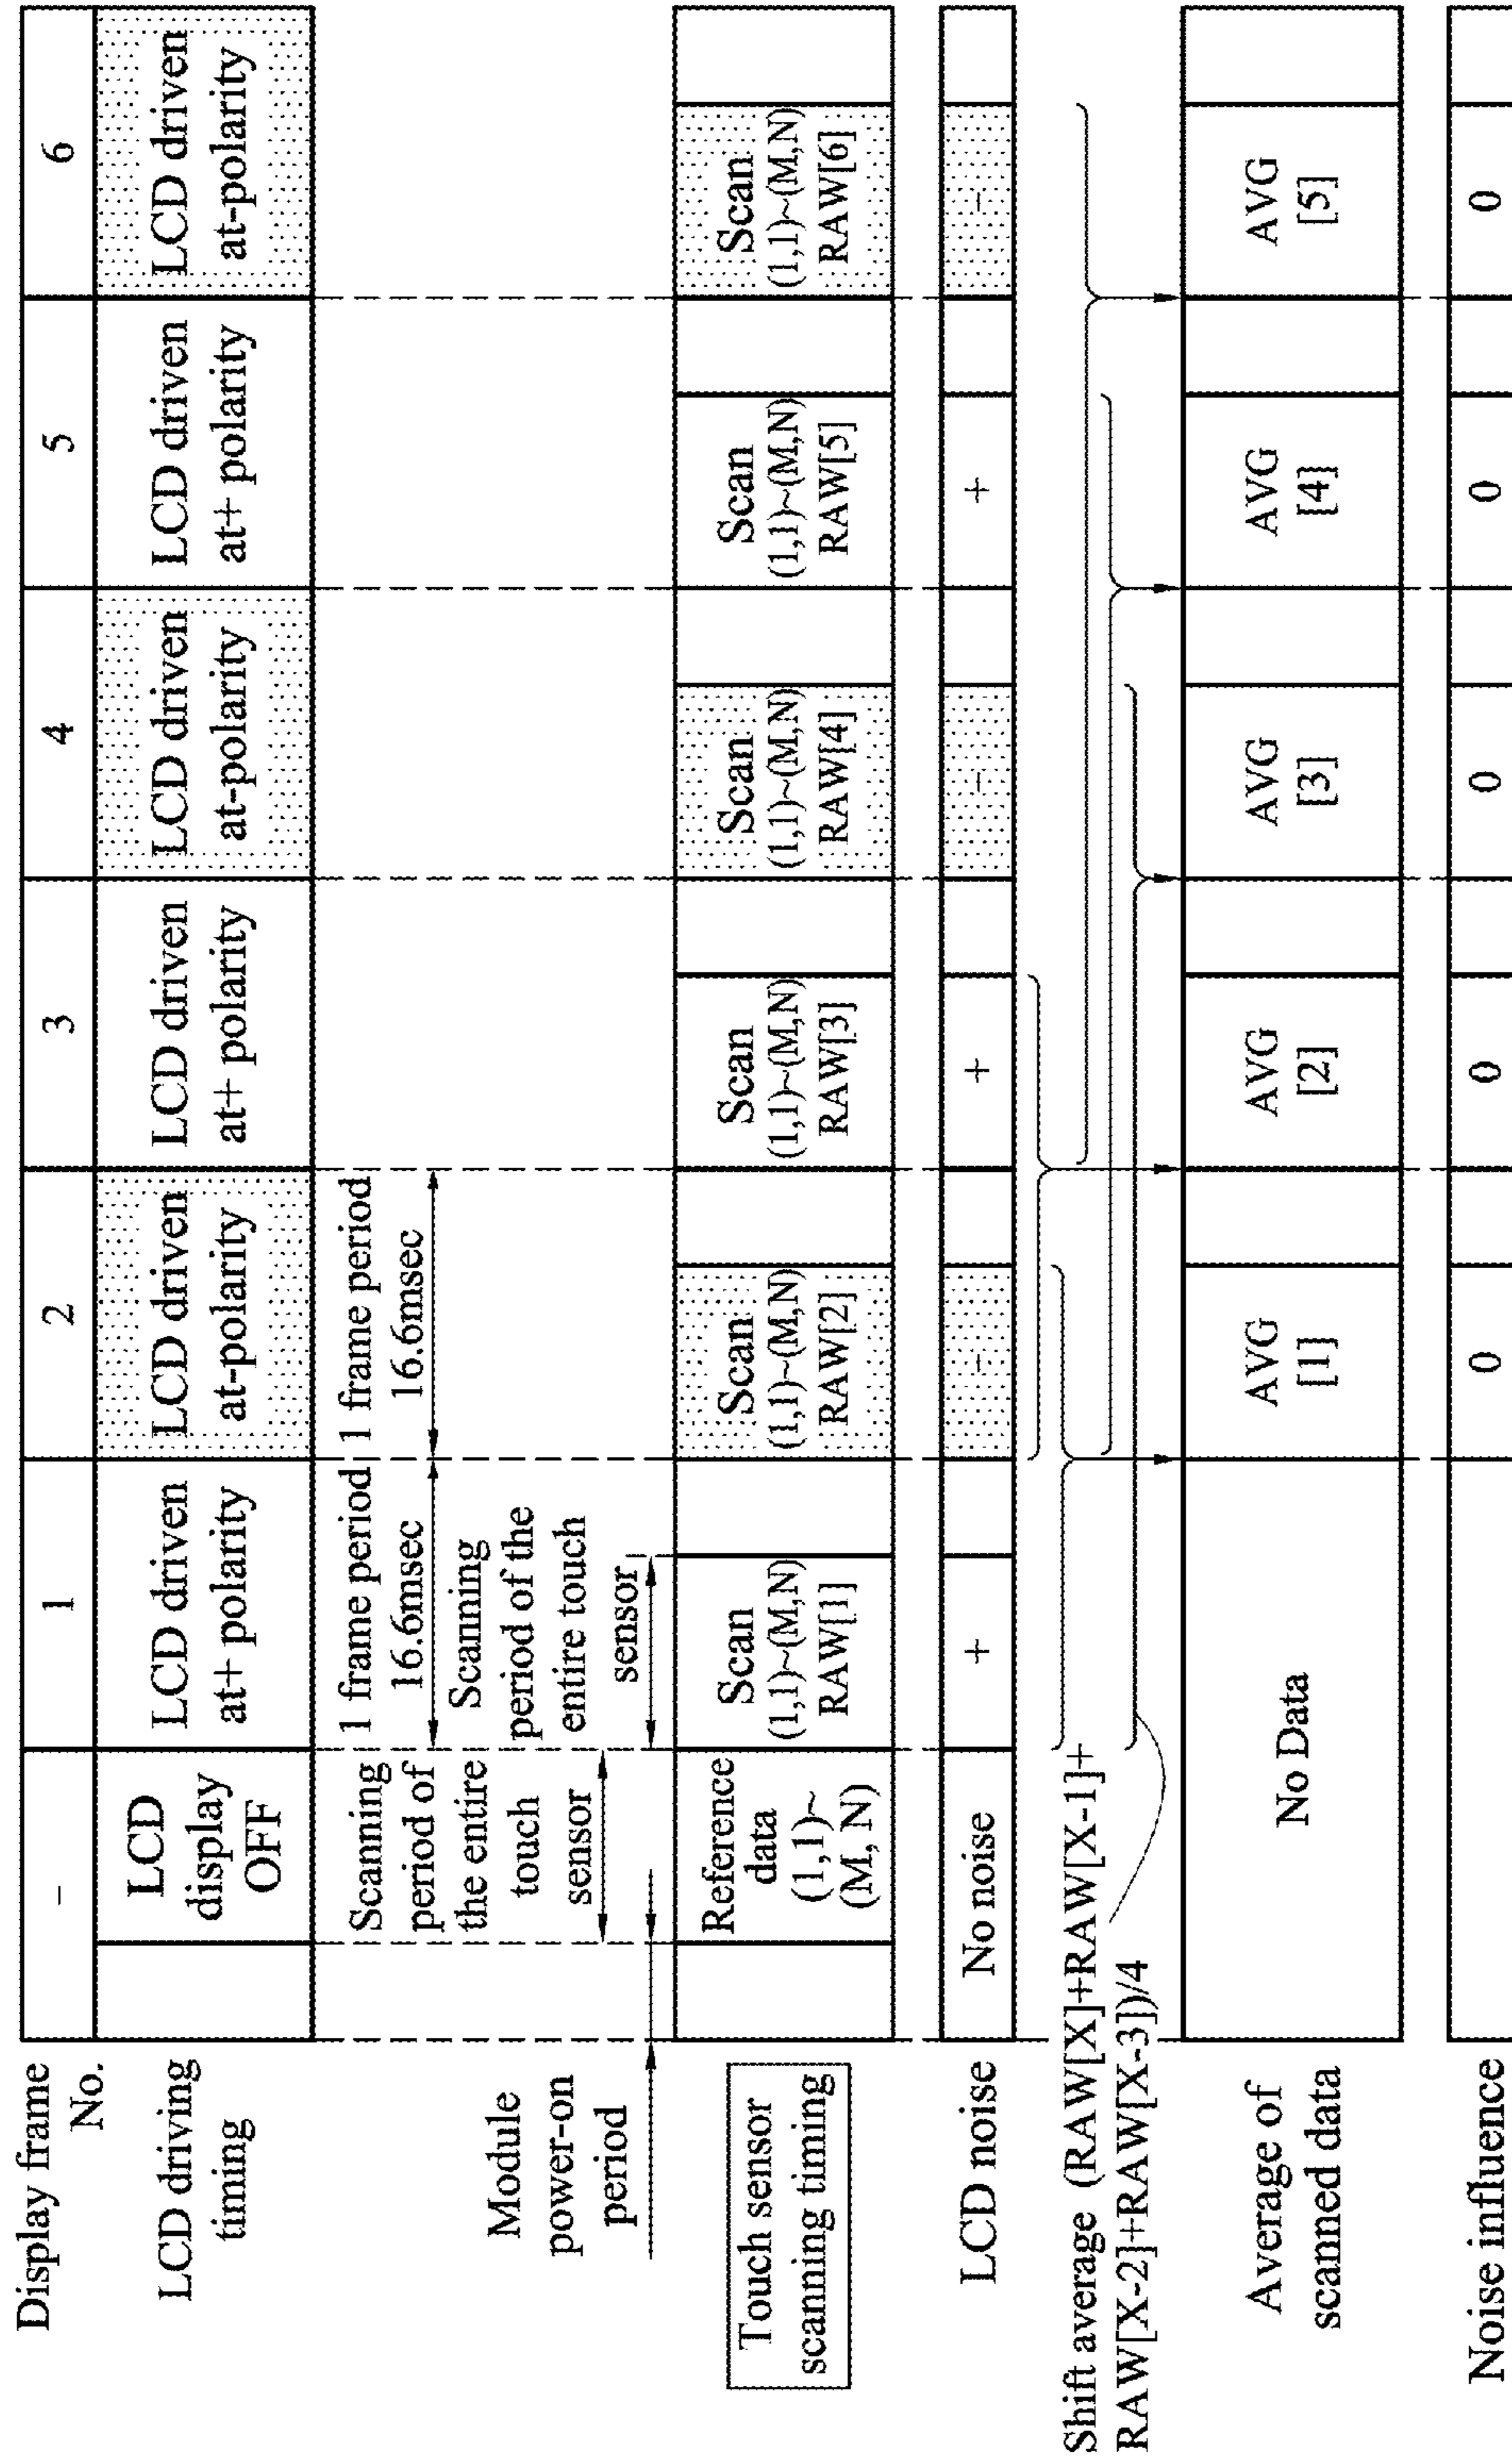 Display frame
No.
–
1
2
3
4
5
6
LCD driving
timing
LCD
display
OFF
LCD driven
at+ polarity
LCD driven
at-polarity
LCD driven
at+ polarity
LCD driven
at-polarity
LCD driven
at+ polarity
LCD driven
at-polarity
Module
power-on
period
Scanning
period of
the entire
touch
sensor
1 frame period
16.6msec
Scanning
period of the
entire touch
sensor
1 frame period
16.6msec
Touch sensor
scanning timing
Reference
data
(1,1)~
(M, N)
Scan
(1,1)~(M,N)
RAW[1]
Scan
(1,1)~(M,N)
RAW[2]
Scan
(1,1)~(M,N)
RAW[3]
Scan
(1,1)~(M,N)
RAW[4]
Scan
(1,1)~(M,N)
RAW[5]
Scan
(1,1)~(M,N)
RAW[6]
LCD noise
No noise
+
-
+
-
+
-
Shift average (RAW[X]+RAW[X-1]+
RAW[X-2]+RAW[X-3])/4
Average of
scanned data
No Data
AVG
[1]
AVG
[2]
AVG
[3]
AVG
[4]
AVG
[5]
Noise influence
0
0
0
0
0